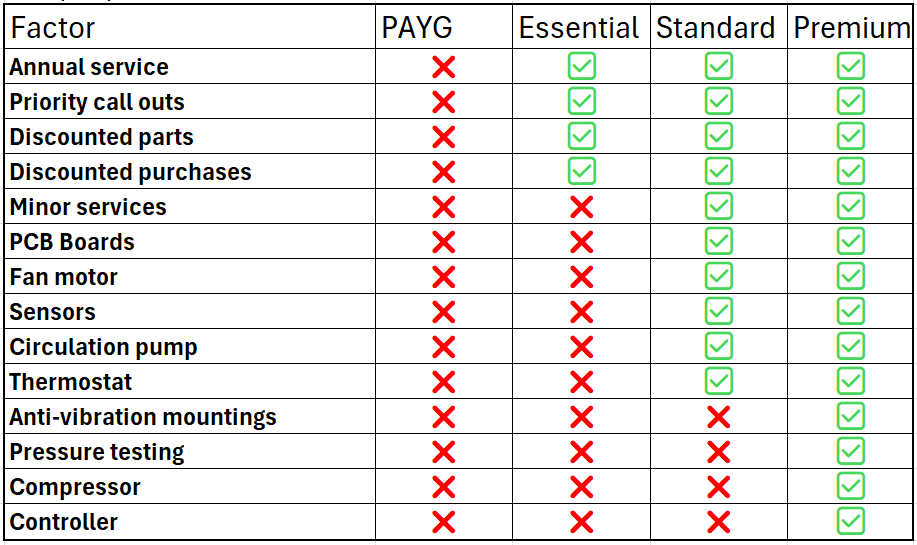 Factor PAYG Essential Standard Premium
Annual service ❌ ✅ ✅ ✅
Priority call outs ❌ ✅ ✅ ✅
Discounted parts ❌ ✅ ✅ ✅
Discounted purchases ❌ ✅ ✅ ✅
Minor services ❌ ❌ ✅ ✅
PCB Boards ❌ ❌ ✅ ✅
Fan motor ❌ ❌ ✅ ✅
Sensors ❌ ❌ ✅ ✅
Circulation pump ❌ ❌ ✅ ✅
Thermostat ❌ ❌ ✅ ✅
Anti-vibration mountings ❌ ❌ ❌ ✅
Pressure testing ❌ ❌ ❌ ✅
Compressor ❌ ❌ ❌ ✅
Controller ❌ ❌ ❌ ✅